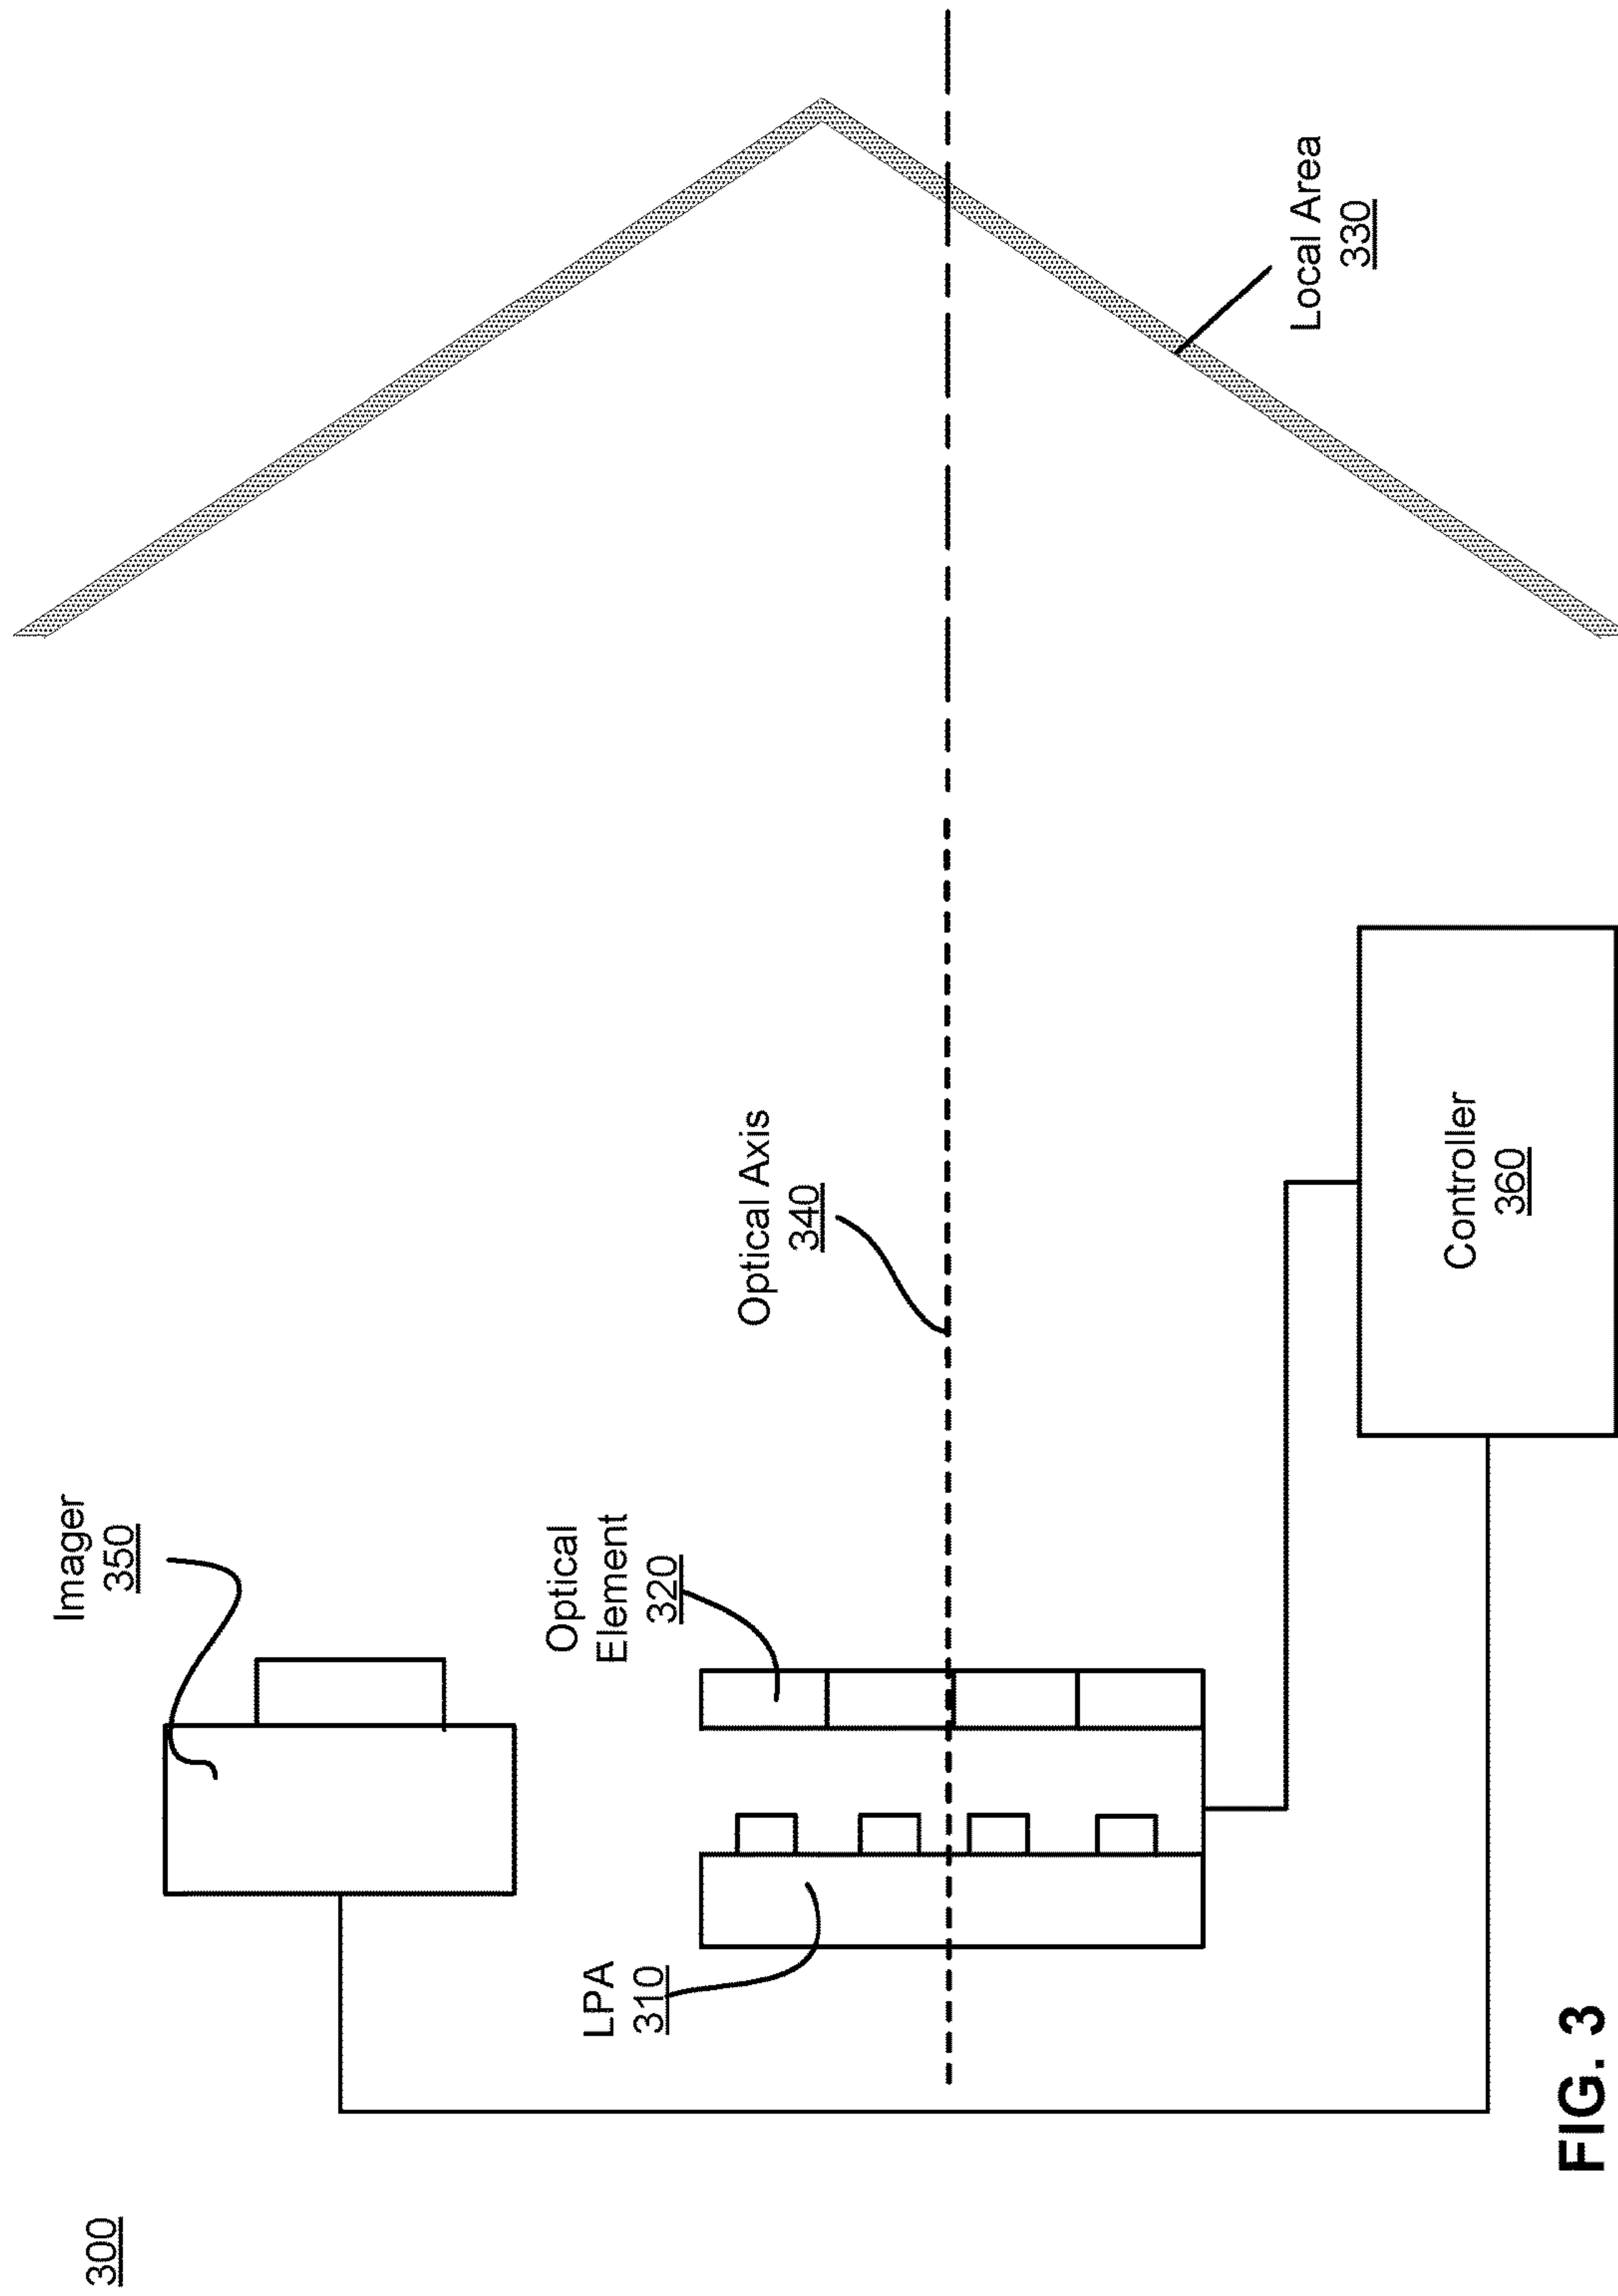 300
Imager
350
LPA
310
Optical
Element
320
Optical Axis
340
Local Area
330
Controller
360
FIG. 3